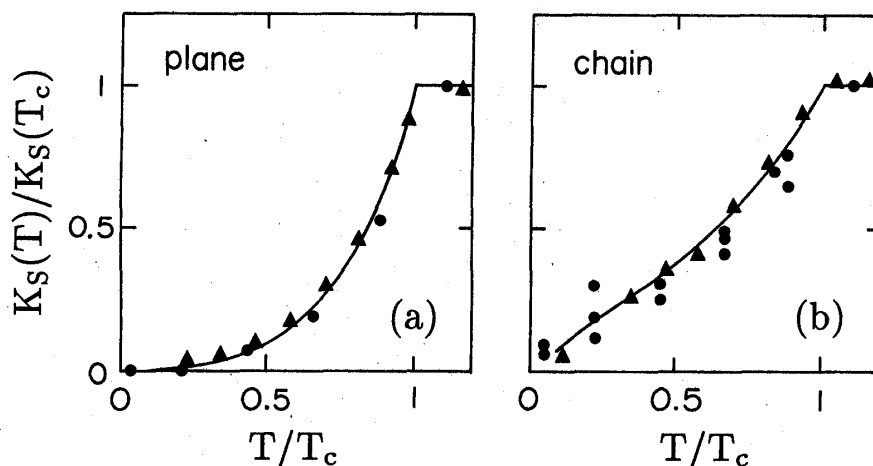 K_S(T)/K_S(T_c)
plane
1
0.5
0
(a)
0 0.5 1
T/T_c
chain
(b)
0 0.5 1
T/T_c